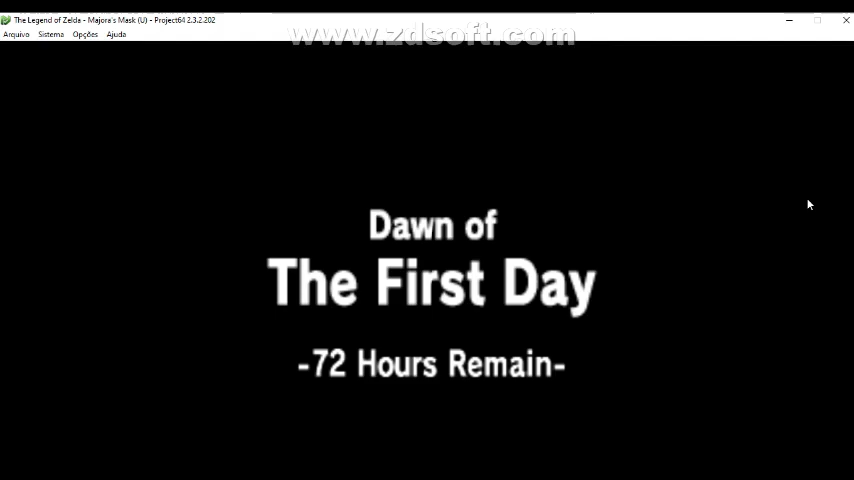 The Legend of Zelda - Majora's Mask (U) - Project64 2.3.2.202
Arquivo Sistema Opções Ajuda
www.zdsoft.com
Dawn of
The First Day
-72 Hours Remain-